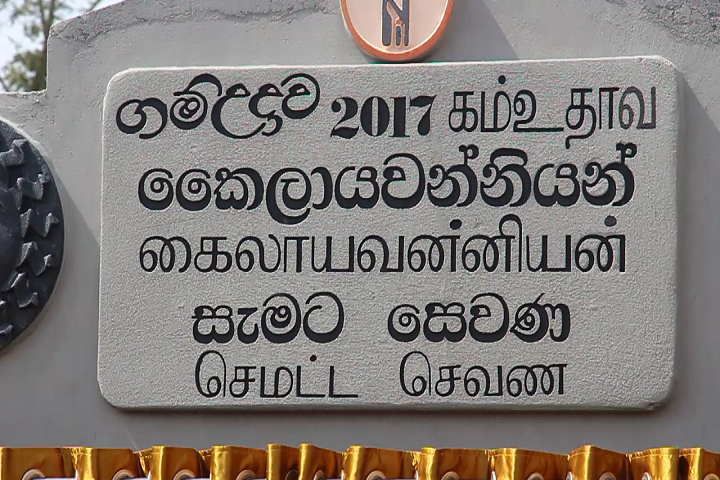 ගම්උදාව 2017 கம்உதாவ
කෛලායවන්නියන්
கைலாயவன்னியன்
සැමට සෙවණ
செமட்ட செவண